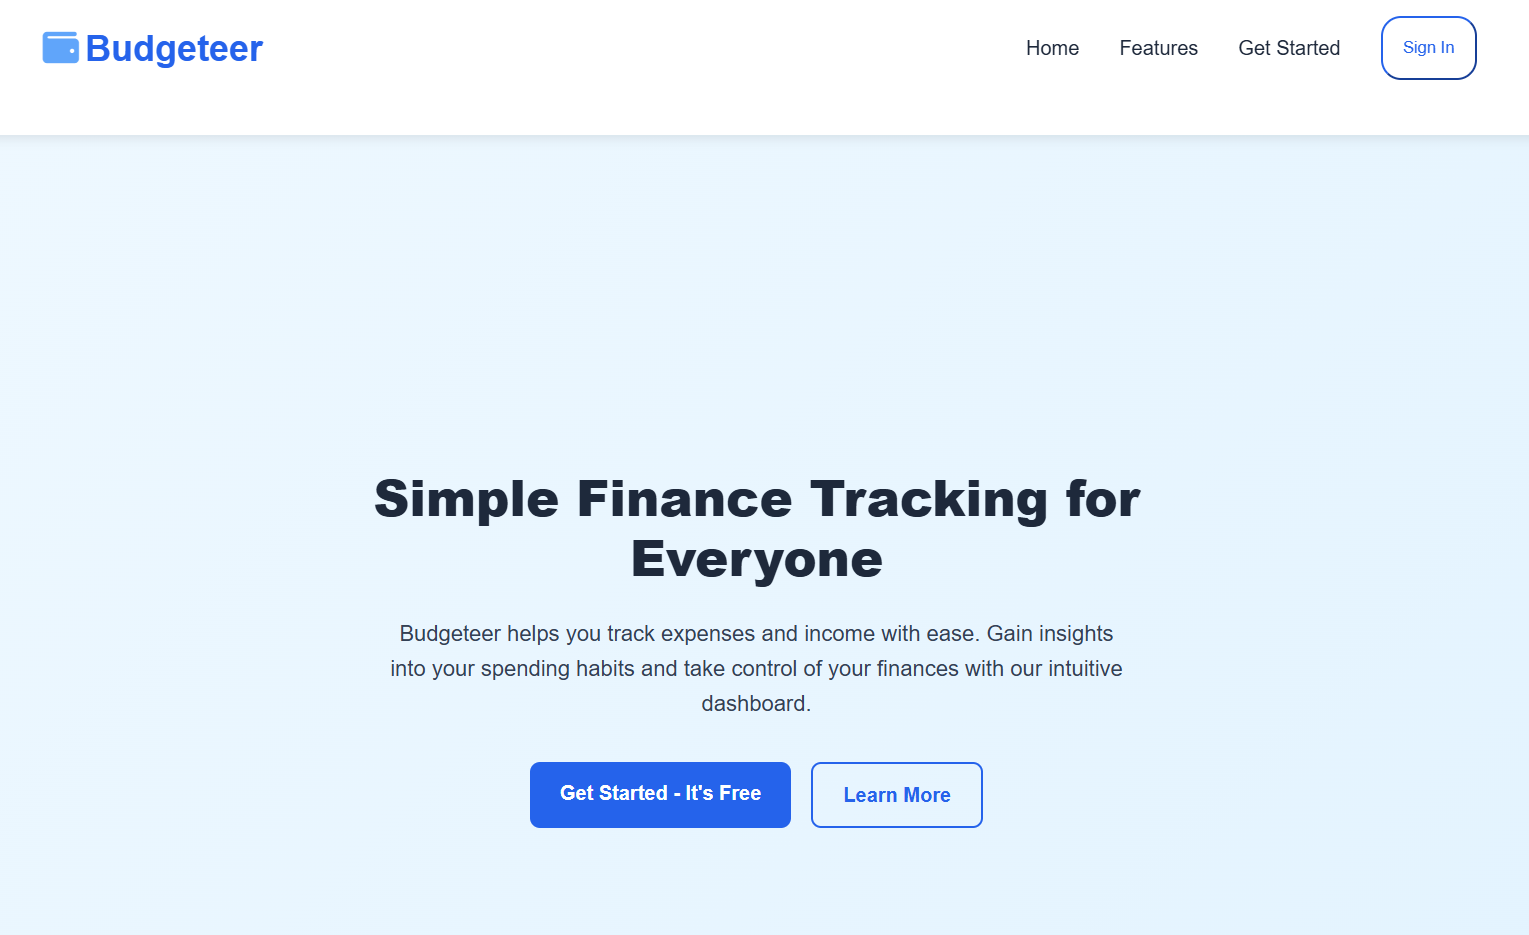 Budgeteer
Home
Features
Get Started
Sign In
Simple Finance Tracking for
Everyone
Budgeteer helps you track expenses and income with ease. Gain insights
into your spending habits and take control of your finances with our intuitive
dashboard.
Get Started - It's Free
Learn More